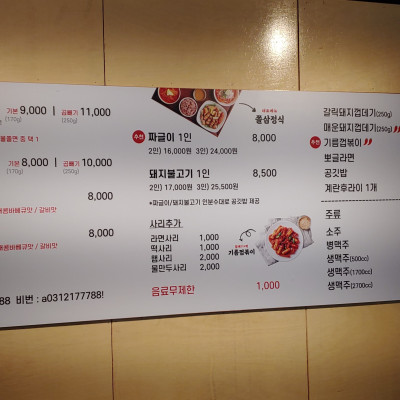 기본 9,000 | 곱빼기 11,000
(170g) (250g)
기본 8,000 | 곱빼기 10,000
(170g) (250g)
8,000
8,000
쫄삼정식
추천 파글이 1인 8,000
2인) 16,000원 3인) 24,000원
돼지불고기 1인 8,500
2인) 17,000원 3인) 25,500원
*파글이/돼지불고기 인분수대로 공깃밥 제공
사리추가
라면사리 1,000
떡사리 1,000
햄사리 2,000
물만두사리 2,000
기름떡볶이
음료무제한 1,000
갈릭돼지껍데기(250g)
매운돼지껍데기(250g)
추천 기름떡볶이
뽀글라면
공깃밥
계란후라이 1개
주류
소주
병맥주
생맥주(500cc)
생맥주(1700cc)
생맥주(2700cc)
88 비번 : a0312177788!